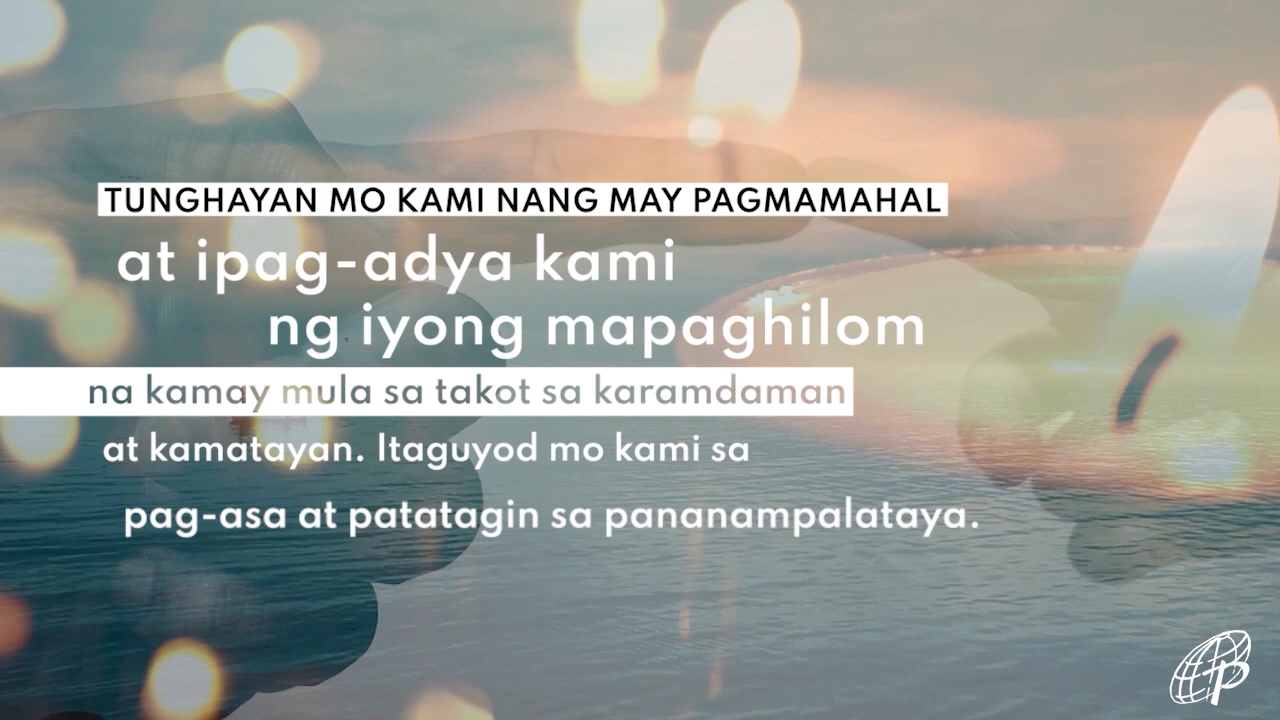 TUNGHAYAN MO KAMI NANG MAY PAGMAMAHAL
at ipag-adya kami
ng iyong mapaghilom
na kamay mula sa takot sa karamdaman
at kamatayan. Itaguyod mo kami sa
pag-asa at patatagin sa pananampalataya.